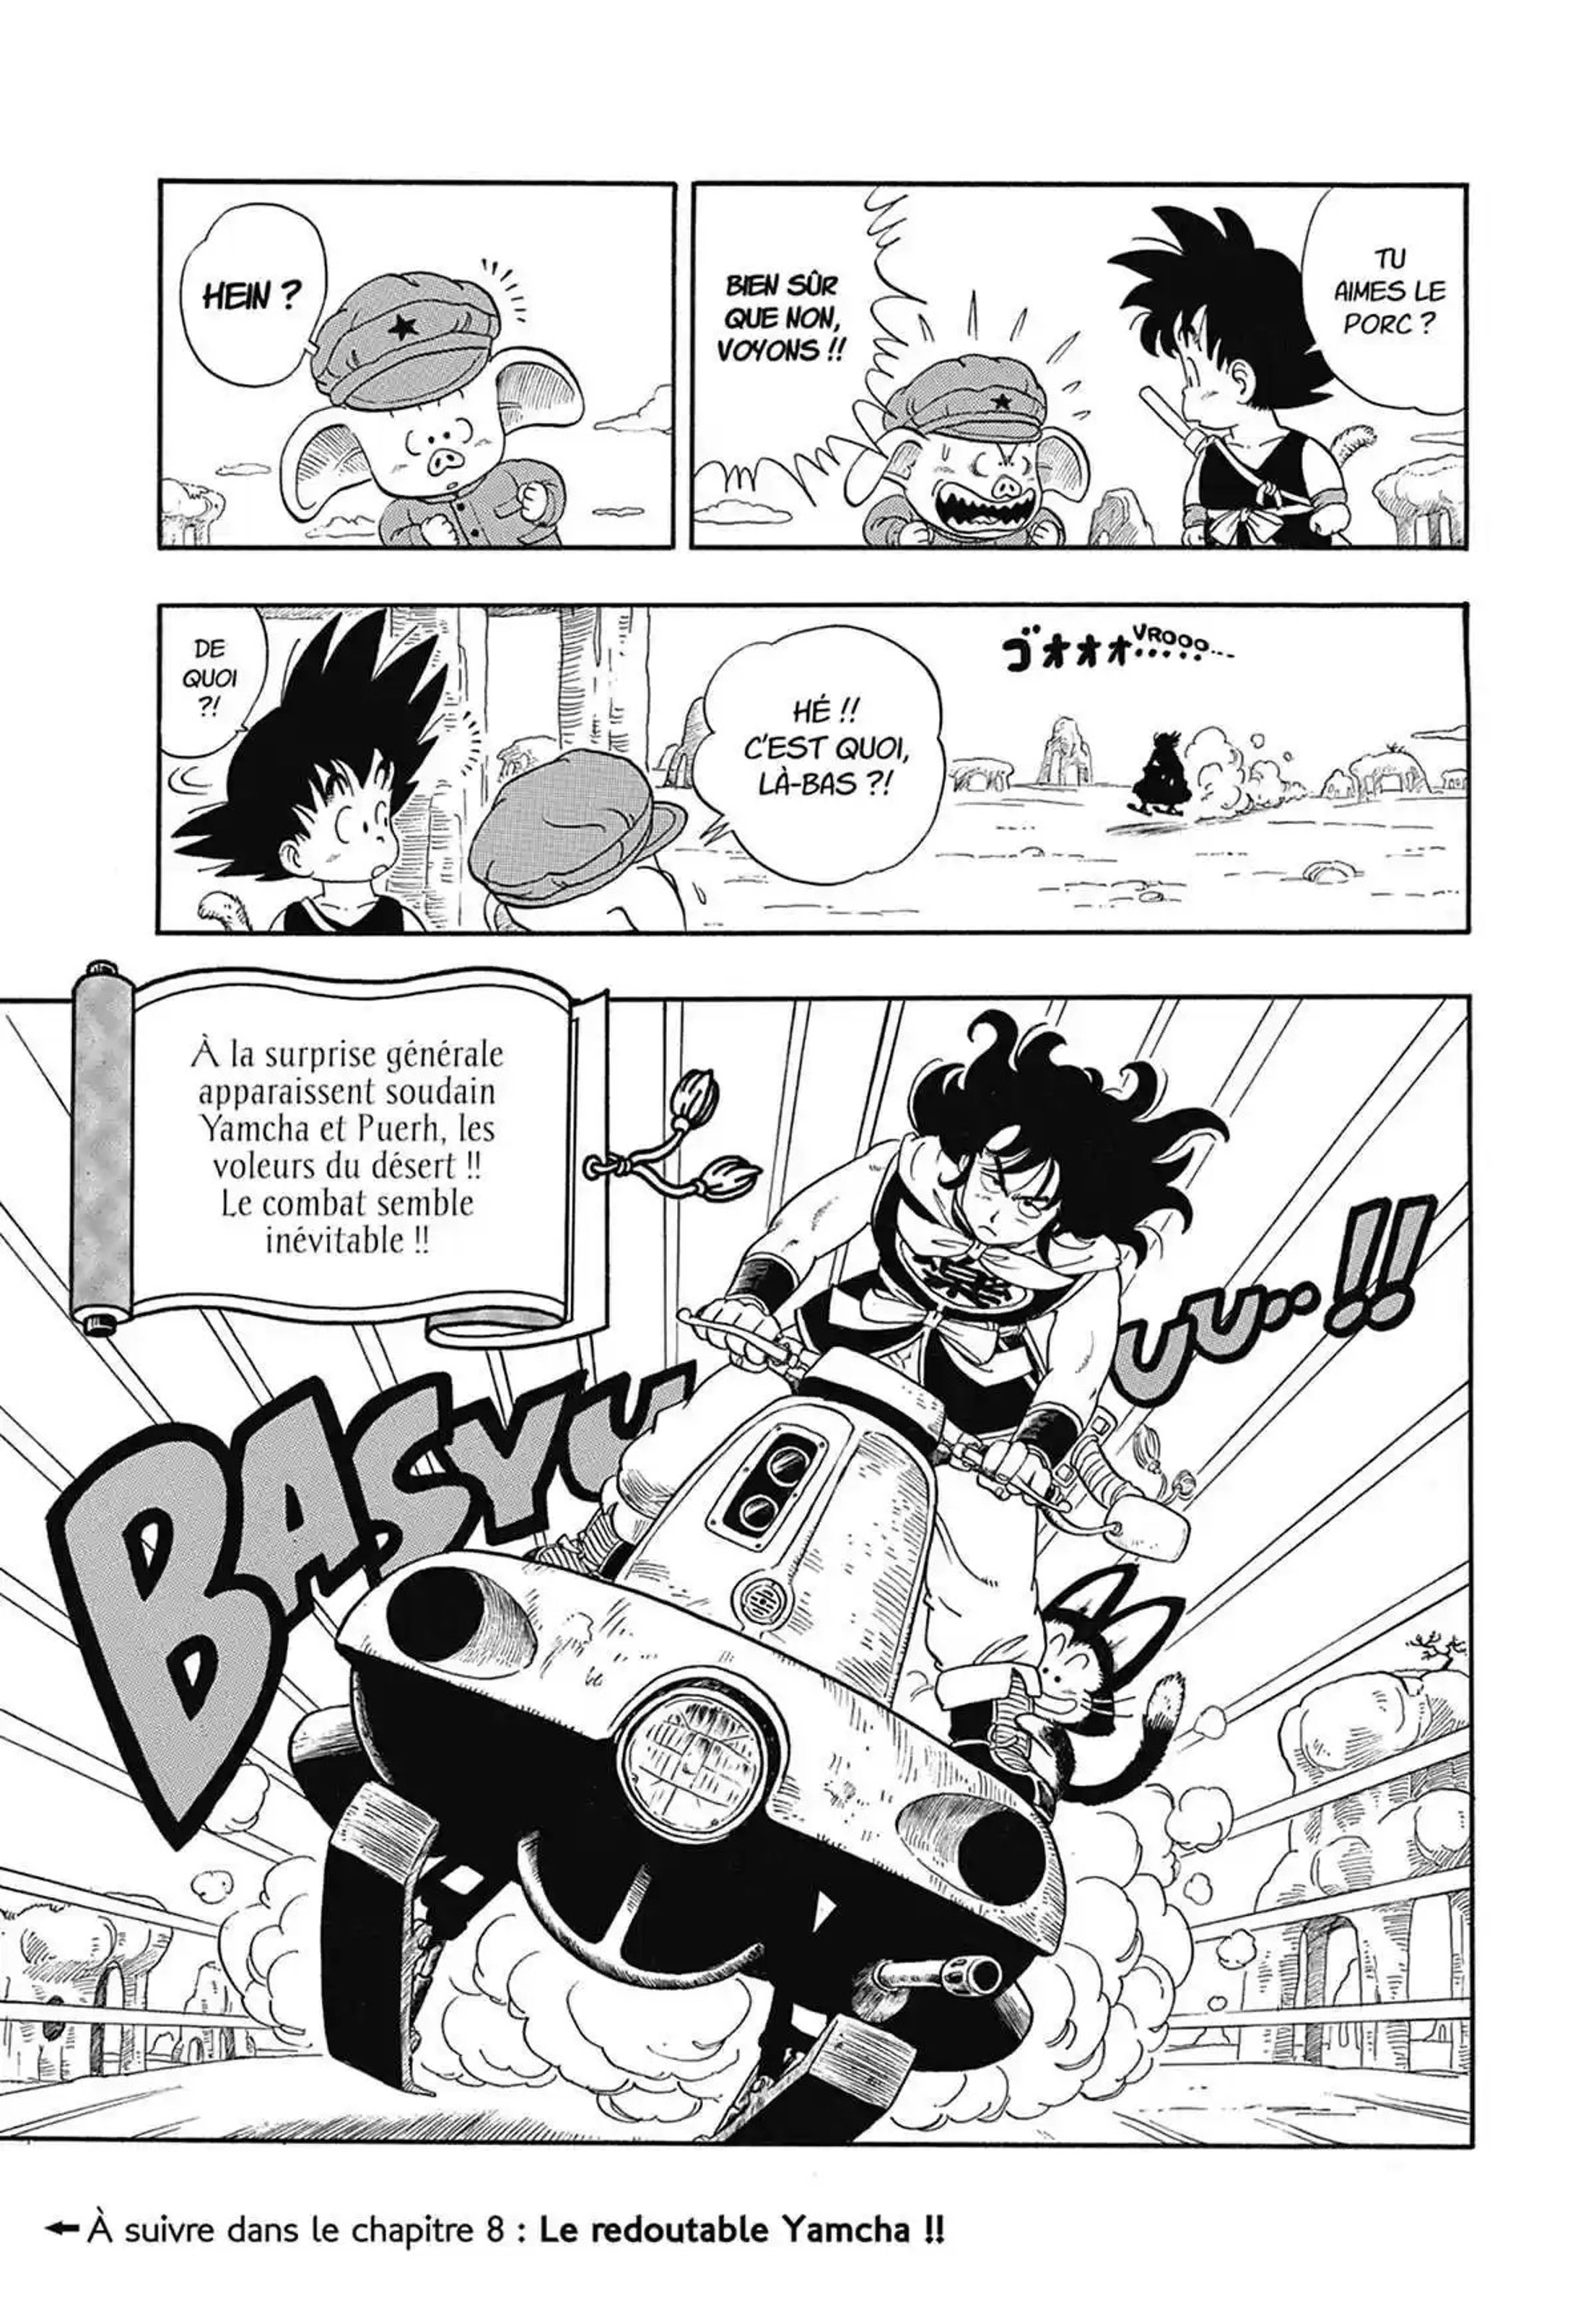 TU
AIMES LE
PORC ?
BIEN SÛR
QUE NON,
VOYONS !!
HEIN ?
ゴオオオ・・・・・
VROOO...
HÉ !!
C'EST QUOI,
LÀ-BAS ?!
DE
QUOI
?!
À la surprise générale
apparaissent soudain
Yamcha et Puerh, les
voleurs du désert !!
Le combat semble
inévitable !!
BASYU
UU..!!
← À suivre dans le chapitre 8 : Le redoutable Yamcha !!